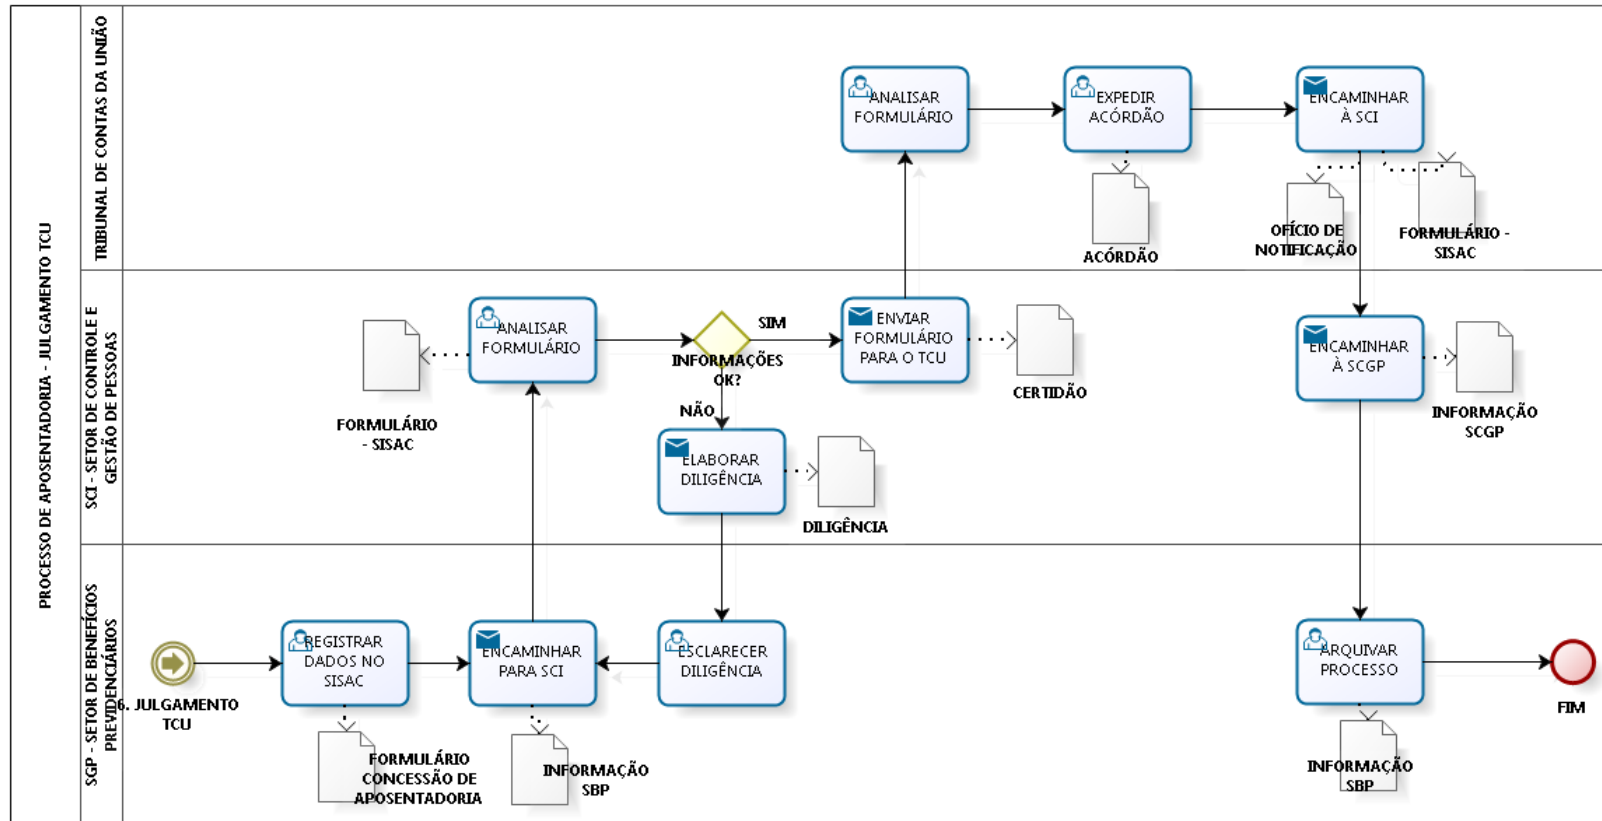 PROCESSO DE APOSENTADORIA - JULGAMENTO TCU
TRIBUNAL DE CONTAS DA UNIÃO
ANALISAR
FORMULÁRIO
EXPEDIR
ACÓRDÃO
ENCAMINHAR
À SCI
ACÓRDÃO
OFÍCIO DE
NOTIFICAÇÃO
FORMULÁRIO -
SISAC
SCI - SETOR DE CONTROLE E
GESTÃO DE PESSOAS
ANALISAR
FORMULÁRIO
FORMULÁRIO
- SISAC
INFORMAÇÕES
OK?
SIM
NÃO
ENVIAR
FORMULÁRIO
PARA O TCU
CERTIDÃO
ELABORAR
DILIGÊNCIA
DILIGÊNCIA
ENCAMINHAR
À SCGP
INFORMAÇÃO
SCGP
SGP - SETOR DE BENEFÍCIOS
PREVIDENCIÁRIOS
6. JULGAMENTO
TCU
REGISTRAR
DADOS NO
SISAC
FORMULÁRIO
CONCESSÃO DE
APOSENTADORIA
ENCAMINHAR
PARA SCI
INFORMAÇÃO
SBP
ESCLARECER
DILIGÊNCIA
ARQUIVAR
PROCESSO
INFORMAÇÃO
SBP
FIM